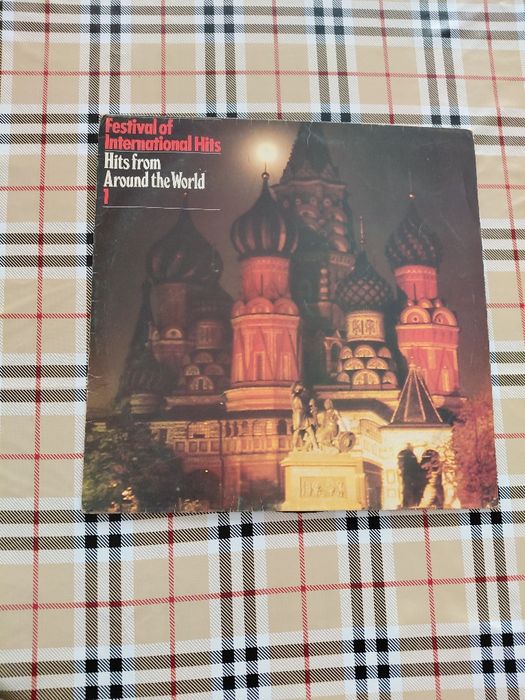 Festival of
International Hits
Hits from
Around the World
1